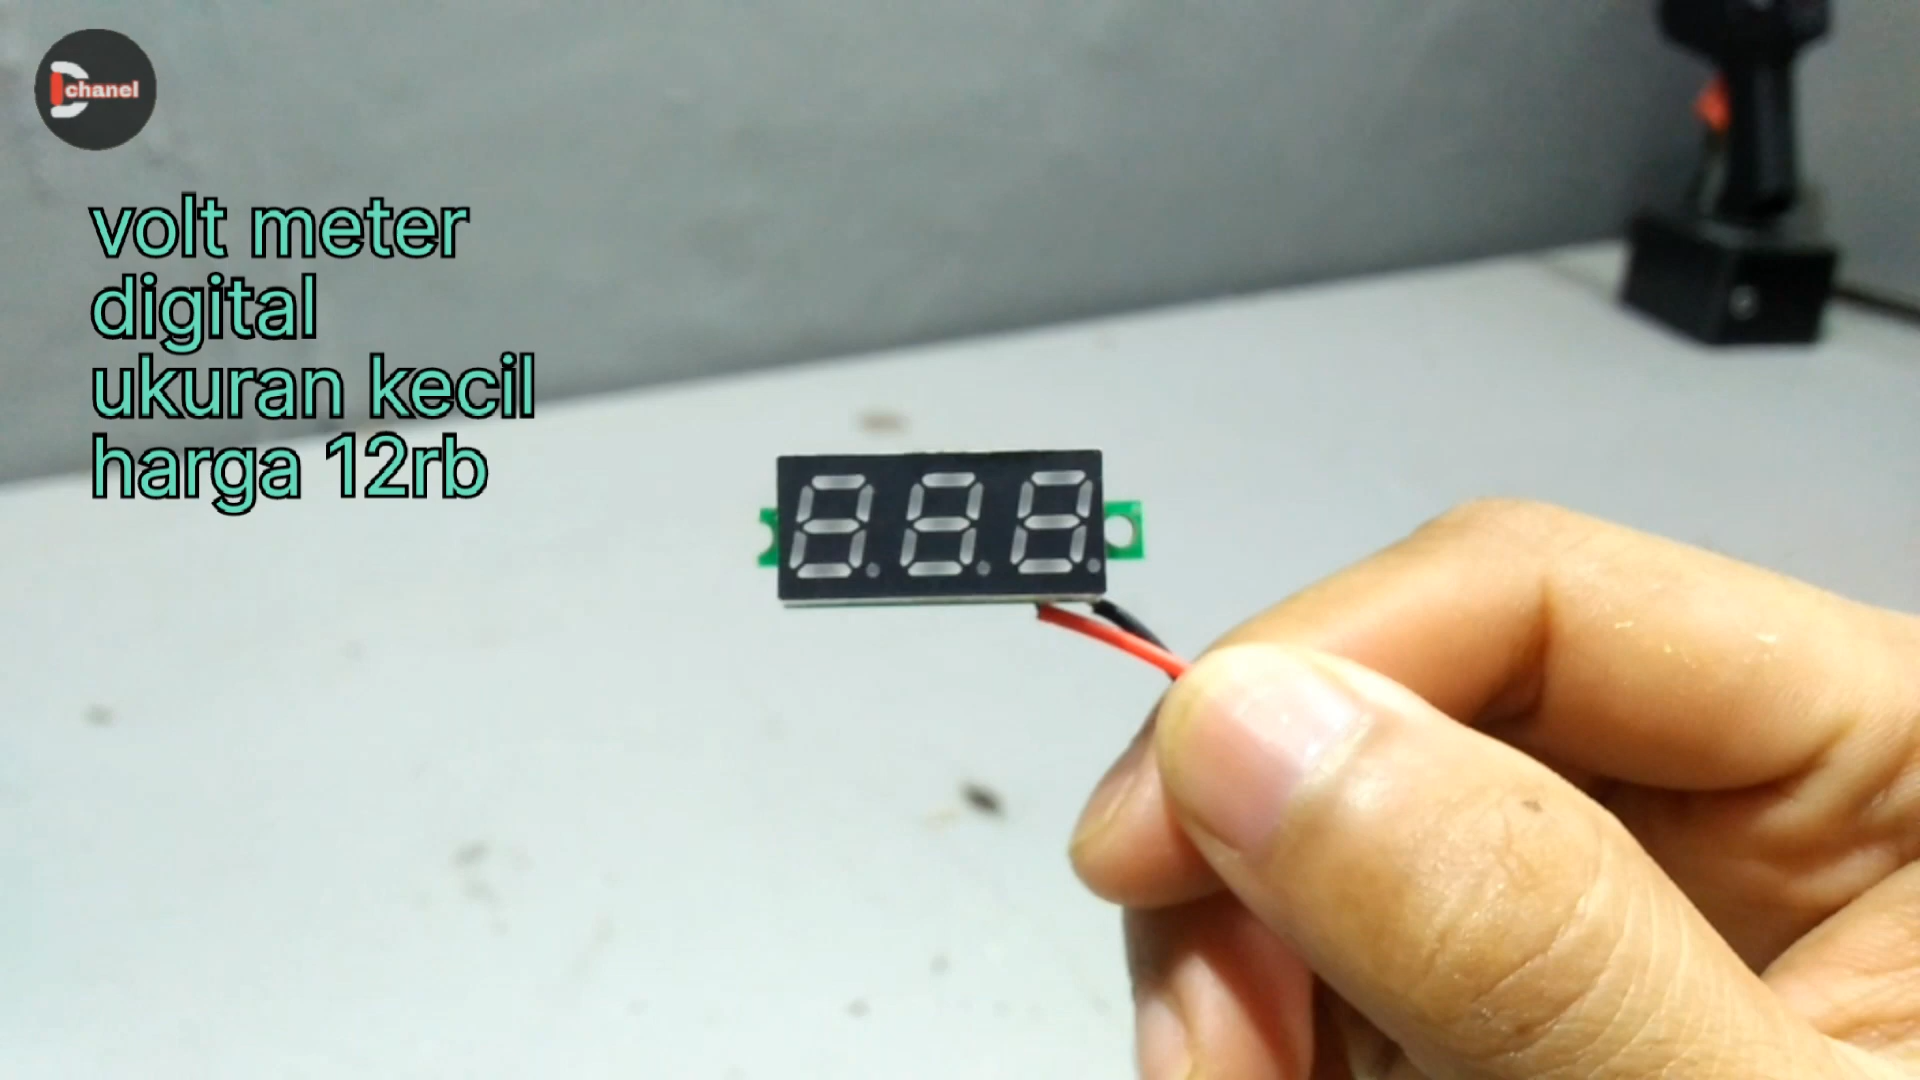 chanel
volt meter
digital
ukuran kecil
harga 12rb